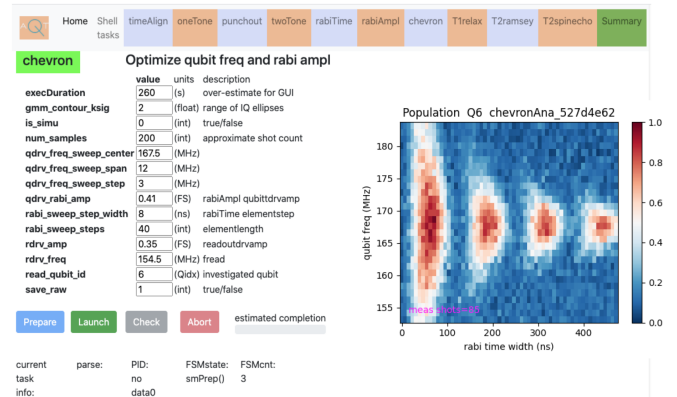 Home Shell tasks timeAlign oneTone punchout twoTone rabiTime rabiAmpl chevron T1relax T2ramsey T2spinecho Summary
chevron Optimize qubit freq and rabi ampl
value units description
execDuration 260 (s) over-estimate for GUI
gmm_contour_ksig 2 (float) range of IQ ellipses
is_simu 0 (int) true/false
num_samples 200 (int) approximate shot count
qdrv_freq_sweep_center 167.5 (MHz)
qdrv_freq_sweep_span 12 (MHz)
qdrv_freq_sweep_step 3 (MHz)
qdrv_rabi_amp 0.41 (FS) rabiAmpl qubittdrvamp
rabi_sweep_step_width 8 (ns) rabiTime elementstep
rabi_sweep_steps 40 (int) elementlength
rdrv_amp 0.35 (FS) readoutdrvamp
rdrv_freq 154.5 (MHz) fread
read_qubit_id 6 (Qidx) investigated qubit
save_raw 1 (int) true/false
Prepare Launch Check Abort estimated completion
current task info: parse: PID: no data0 FSMstate: smPrep() FSMcnt: 3
Population Q6 chevronAna_527d4e62
qubit freq (MHz)
180
175
170
165
160
155
meas
0 100 200 300 400
rabi time width (ns)
1.0
0.8
0.6
0.4
0.2
0.0